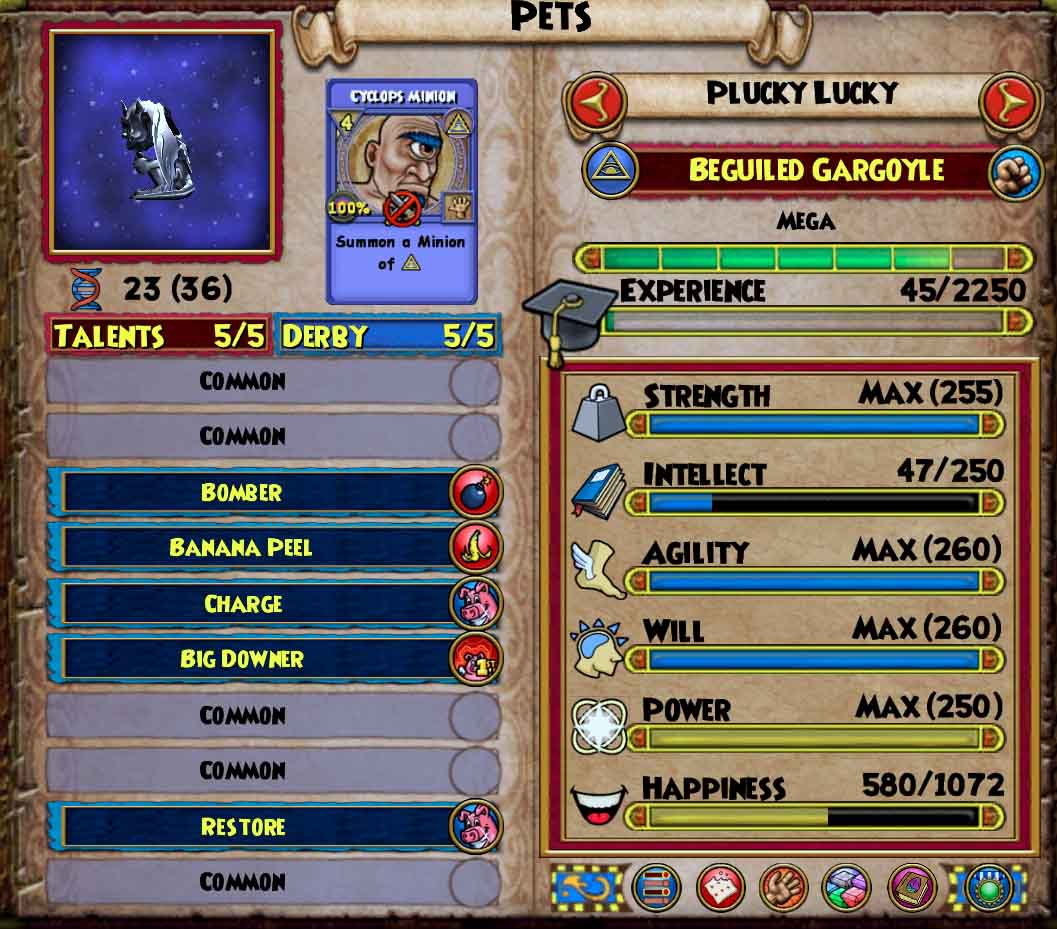 PETS
CYCLOPS MINION
4
100%
Summon a Minion
of
23 (36)
TALENTS 5/5
DERBY 5/5
COMMON
COMMON
BOMBER
BANANA PEEL
CHARGE
BIG DOWNER
COMMON
COMMON
RESTORE
COMMON
PLUCKY LUCKY
BEGUILED GARGOYLE
MEGA
EXPERIENCE 45/2250
STRENGTH MAX (255)
INTELLECT 47/250
AGILITY MAX (260)
WILL MAX (260)
POWER MAX (250)
HAPPINESS 580/1072